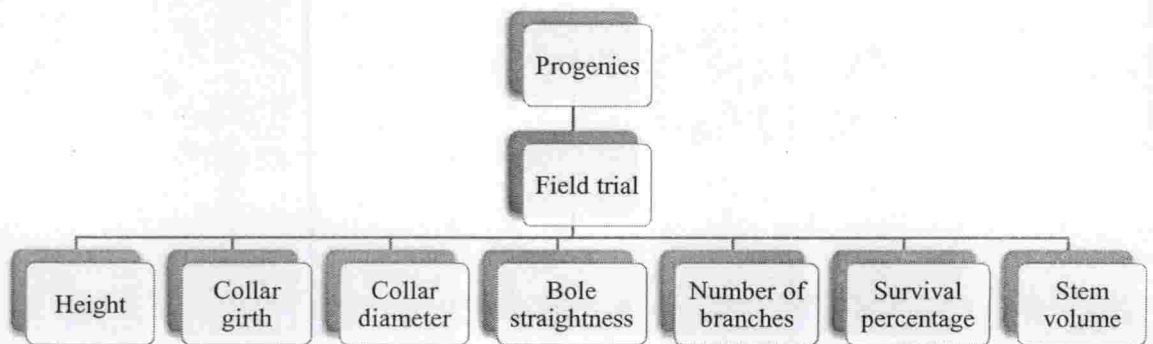 Progenies
Field trial
Height
Collar
girth
Collar
diameter
Bole
straightness
Number of
branches
Survival
percentage
Stem
volume